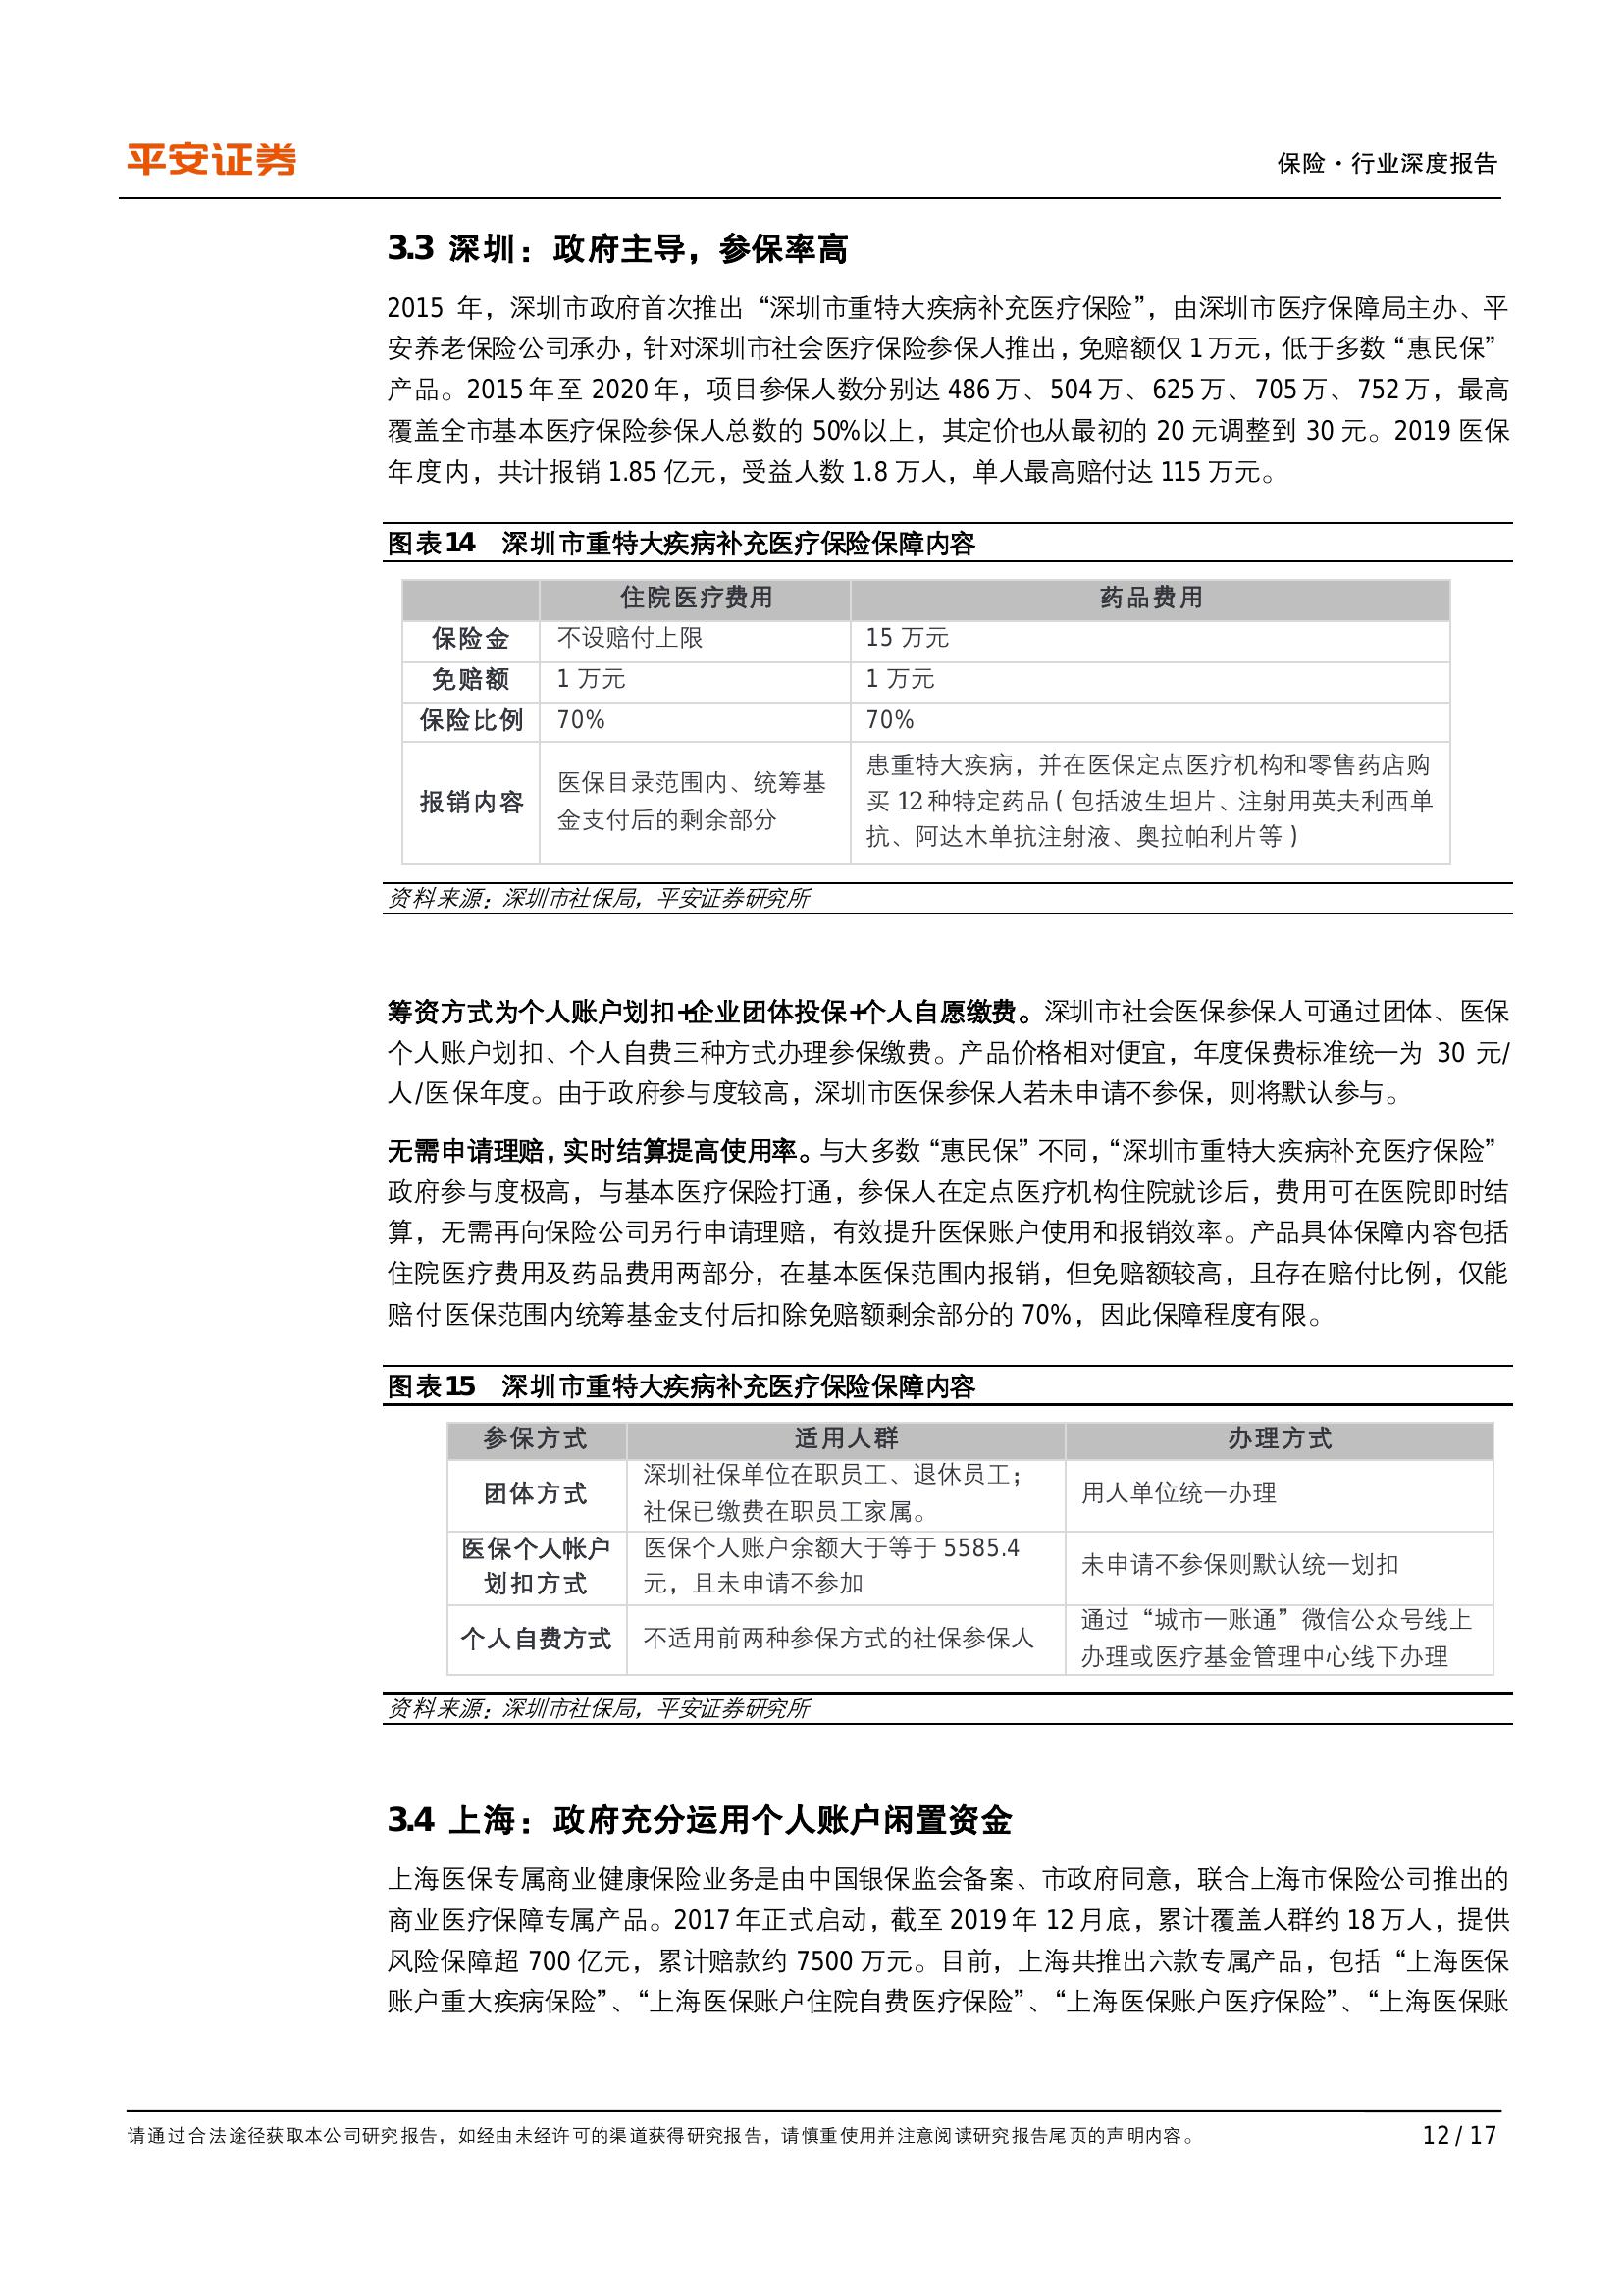 平安证券
保险·行业深度报告
3.3 深圳：政府主导，参保率高
2015 年，深圳市政府首次推出“深圳市重特大疾病补充医疗保险”，由深圳市医疗保障局主办、平
安养老保险公司承办，针对深圳市社会医疗保险参保人推出，免赔额仅 1 万元，低于多数“惠民保”
产品。2015 年至 2020 年，项目参保人数分别达 486 万、504 万、625 万、705 万、752 万，最高
覆盖全市基本医疗保险参保人总数的 50%以上，其定价也从最初的 20 元调整到 30 元。2019 医保
年度内，共计报销 1.85 亿元，受益人数 1.8 万人，单人最高赔付达 115 万元。
图表14 深圳市重特大疾病补充医疗保险保障内容
住院医疗费用 药品费用
保险金 不设赔付上限 15 万元
免赔额 1 万元 1 万元
保险比例 70% 70%
报销内容
医保目录范围内、统筹基
金支付后的剩余部分
患重特大疾病，并在医保定点医疗机构和零售药店购
买 12 种特定药品（包括波生坦片、注射用英夫利西单
抗、阿达木单抗注射液、奥拉帕利片等）
资料来源：深圳市社保局，平安证券研究所
筹资方式为个人账户划扣+企业团体投保+个人自愿缴费。深圳市社会医保参保人可通过团体、医保
个人账户划扣、个人自费三种方式办理参保缴费。产品价格相对便宜，年度保费标准统一为 30 元/
人/医保年度。由于政府参与度较高，深圳市医保参保人若未申请不参保，则将默认参与。
无需申请理赔，实时结算提高使用率。与大多数“惠民保”不同，“深圳市重特大疾病补充医疗保险”
政府参与度极高，与基本医疗保险打通，参保人在定点医疗机构住院就诊后，费用可在医院即时结
算，无需再向保险公司另行申请理赔，有效提升医保账户使用和报销效率。产品具体保障内容包括
住院医疗费用及药品费用两部分，在基本医保范围内报销，但免赔额较高，且存在赔付比例，仅能
赔付医保范围内统筹基金支付后扣除免赔额剩余部分的 70%，因此保障程度有限。
图表15 深圳市重特大疾病补充医疗保险保障内容
参保方式 适用人群 办理方式
团体方式
深圳社保单位在职员工、退休员工；
社保已缴费在职员工家属。
用人单位统一办理
医保个人帐户
划扣方式
医保个人账户余额大于等于 5585.4
元，且未申请不参加
未申请不参保则默认统一划扣
个人自费方式
不适用前两种参保方式的社保参保人
通过“城市一账通”微信公众号线上
办理或医疗基金管理中心线下办理
资料来源：深圳市社保局，平安证券研究所
3.4 上海：政府充分运用个人账户闲置资金
上海医保专属商业健康保险业务是由中国银保监会备案、市政府同意，联合上海市保险公司推出的
商业医疗保障专属产品。2017 年正式启动，截至 2019 年 12 月底，累计覆盖人群约 18 万人，提供
风险保障超 700 亿元，累计赔款约 7500 万元。目前，上海共推出六款专属产品，包括“上海医保
账户重大疾病保险”、“上海医保账户住院自费医疗保险”、“上海医保账户医疗保险”、“上海医保账
请通过合法途径获取本公司研究报告，如经由未经许可的渠道获得研究报告，请慎重使用并注意阅读研究报告尾页的声明内容。
12 / 17